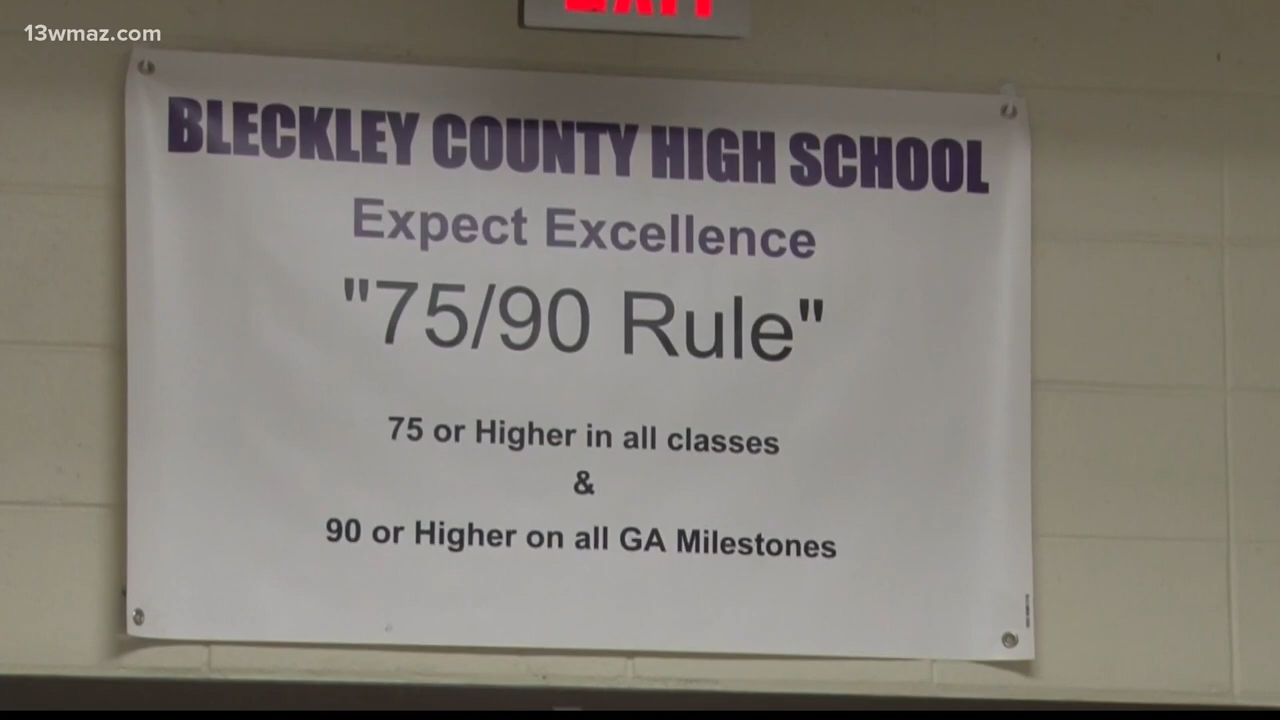 13wmaz.com
EXIT
BLECKLEY COUNTY HIGH SCHOOL
Expect Excellence
"75/90 Rule"
75 or Higher in all classes
&
90 or Higher on all GA Milestones